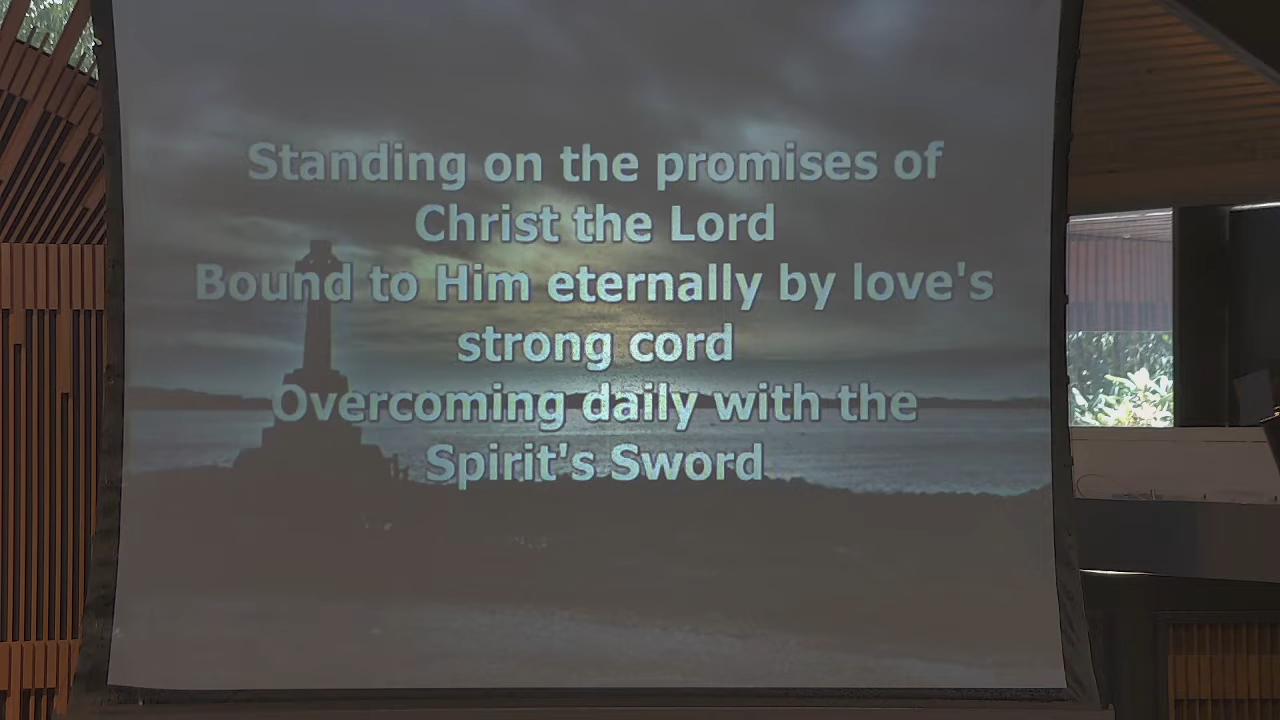 Standing on the promises of
Christ the Lord
Bound to Him eternally by love's
strong cord
Overcoming daily with the
Spirit's Sword